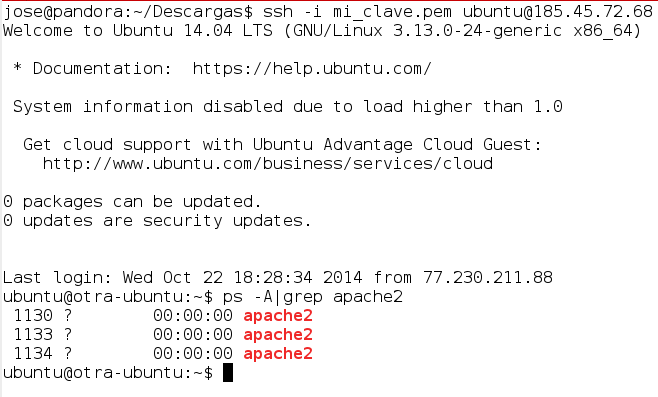 jose@pandora:~/Descargas$ ssh -i mi_clave.pem ubuntu@185.45.72.68
Welcome to Ubuntu 14.04 LTS (GNU/Linux 3.13.0-24-generic x86_64)
* Documentation:  https://help.ubuntu.com/
System information disabled due to load higher than 1.0
Get cloud support with Ubuntu Advantage Cloud Guest:
http://www.ubuntu.com/business/services/cloud
0 packages can be updated.
0 updates are security updates.
Last login: Wed Oct 22 18:28:34 2014 from 77.230.211.88
ubuntu@otra-ubuntu:~$ ps -A|grep apache2
1130 ?        00:00:00 apache2
1133 ?        00:00:00 apache2
1134 ?        00:00:00 apache2
ubuntu@otra-ubuntu:~$